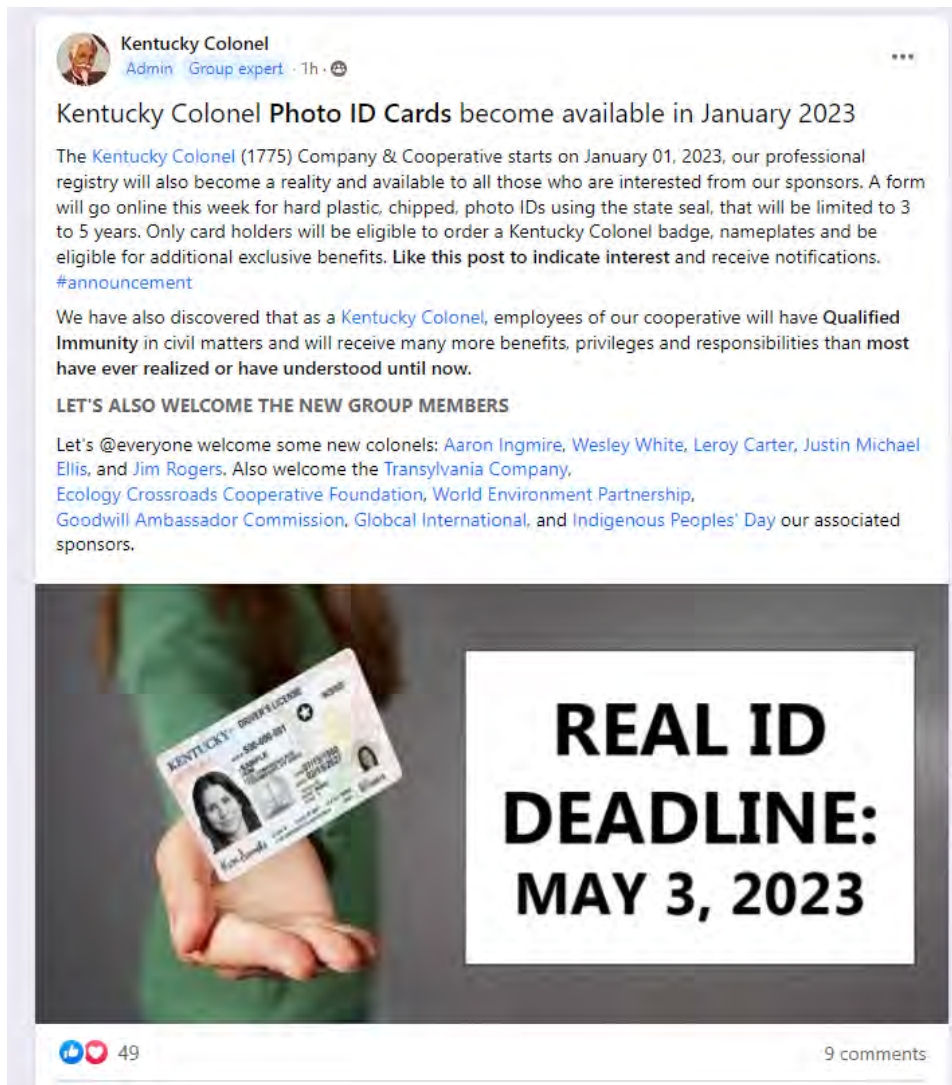 Kentucky Colonel
Admin Group expert · 1h ·
Kentucky Colonel Photo ID Cards become available in January 2023
The Kentucky Colonel (1775) Company & Cooperative starts on January 01, 2023, our professional
registry will also become a reality and available to all those who are interested from our sponsors. A form
will go online this week for hard plastic, chipped, photo IDs using the state seal, that will be limited to 3
to 5 years. Only card holders will be eligible to order a Kentucky Colonel badge, nameplates and be
eligible for additional exclusive benefits. Like this post to indicate interest and receive notifications.
#announcement
We have also discovered that as a Kentucky Colonel, employees of our cooperative will have Qualified
Immunity in civil matters and will receive many more benefits, privileges and responsibilities than most
have ever realized or have understood until now.
LET'S ALSO WELCOME THE NEW GROUP MEMBERS
Let's @everyone welcome some new colonels: Aaron Ingmire, Wesley White, Leroy Carter, Justin Michael
Ellis, and Jim Rogers. Also welcome the Transylvania Company,
Ecology Crossroads Cooperative Foundation, World Environment Partnership,
Goodwill Ambassador Commission, Globcal International, and Indigenous Peoples' Day our associated
sponsors.
KENTUCKY DRIVER'S LICENSE
SAMPLE
REAL ID
DEADLINE:
MAY 3, 2023
49
9 comments